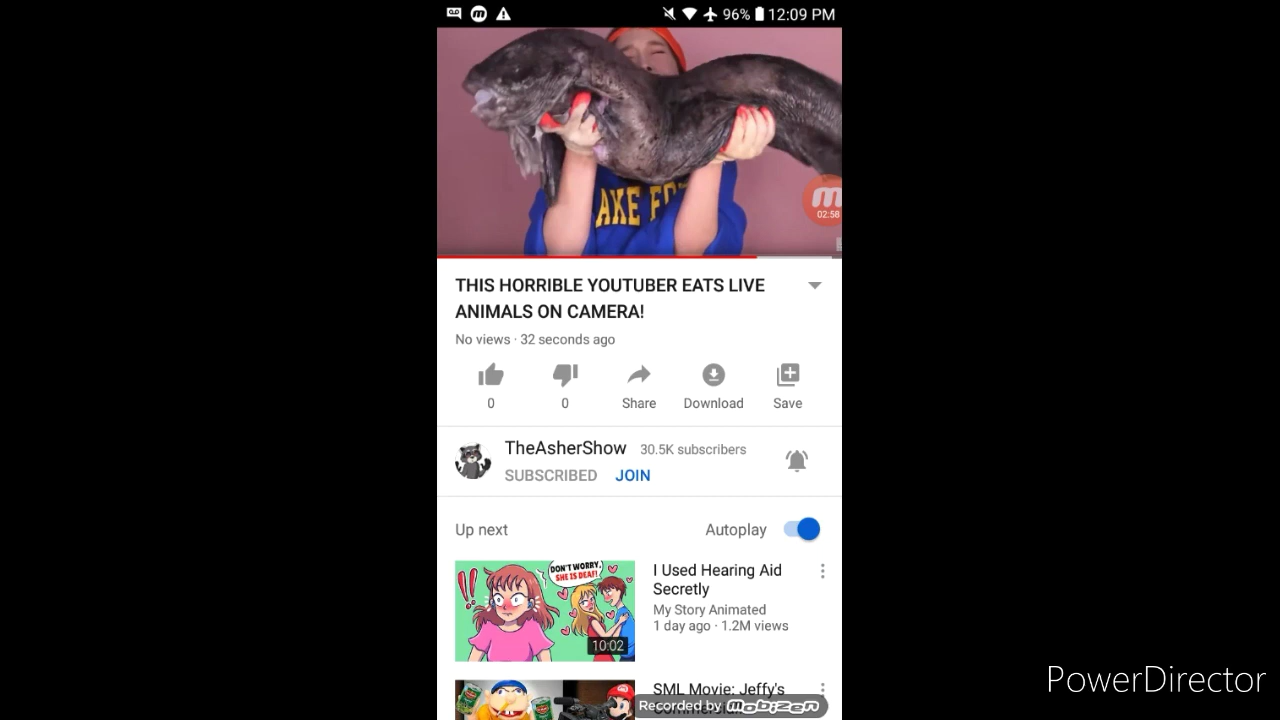 96% 12:09 PM
AKE FO
02:58
THIS HORRIBLE YOUTUBER EATS LIVE
ANIMALS ON CAMERA!
No views · 32 seconds ago
0 0 Share Download Save
TheAsherShow 30.5K subscribers
SUBSCRIBED JOIN
Up next Autoplay
DON'T WORRY,
SHE IS DEAF!
10:02
I Used Hearing Aid
Secretly
My Story Animated
1 day ago · 1.2M views
SML Movie: Jeffy's
Recorded by mobizen
PowerDirector